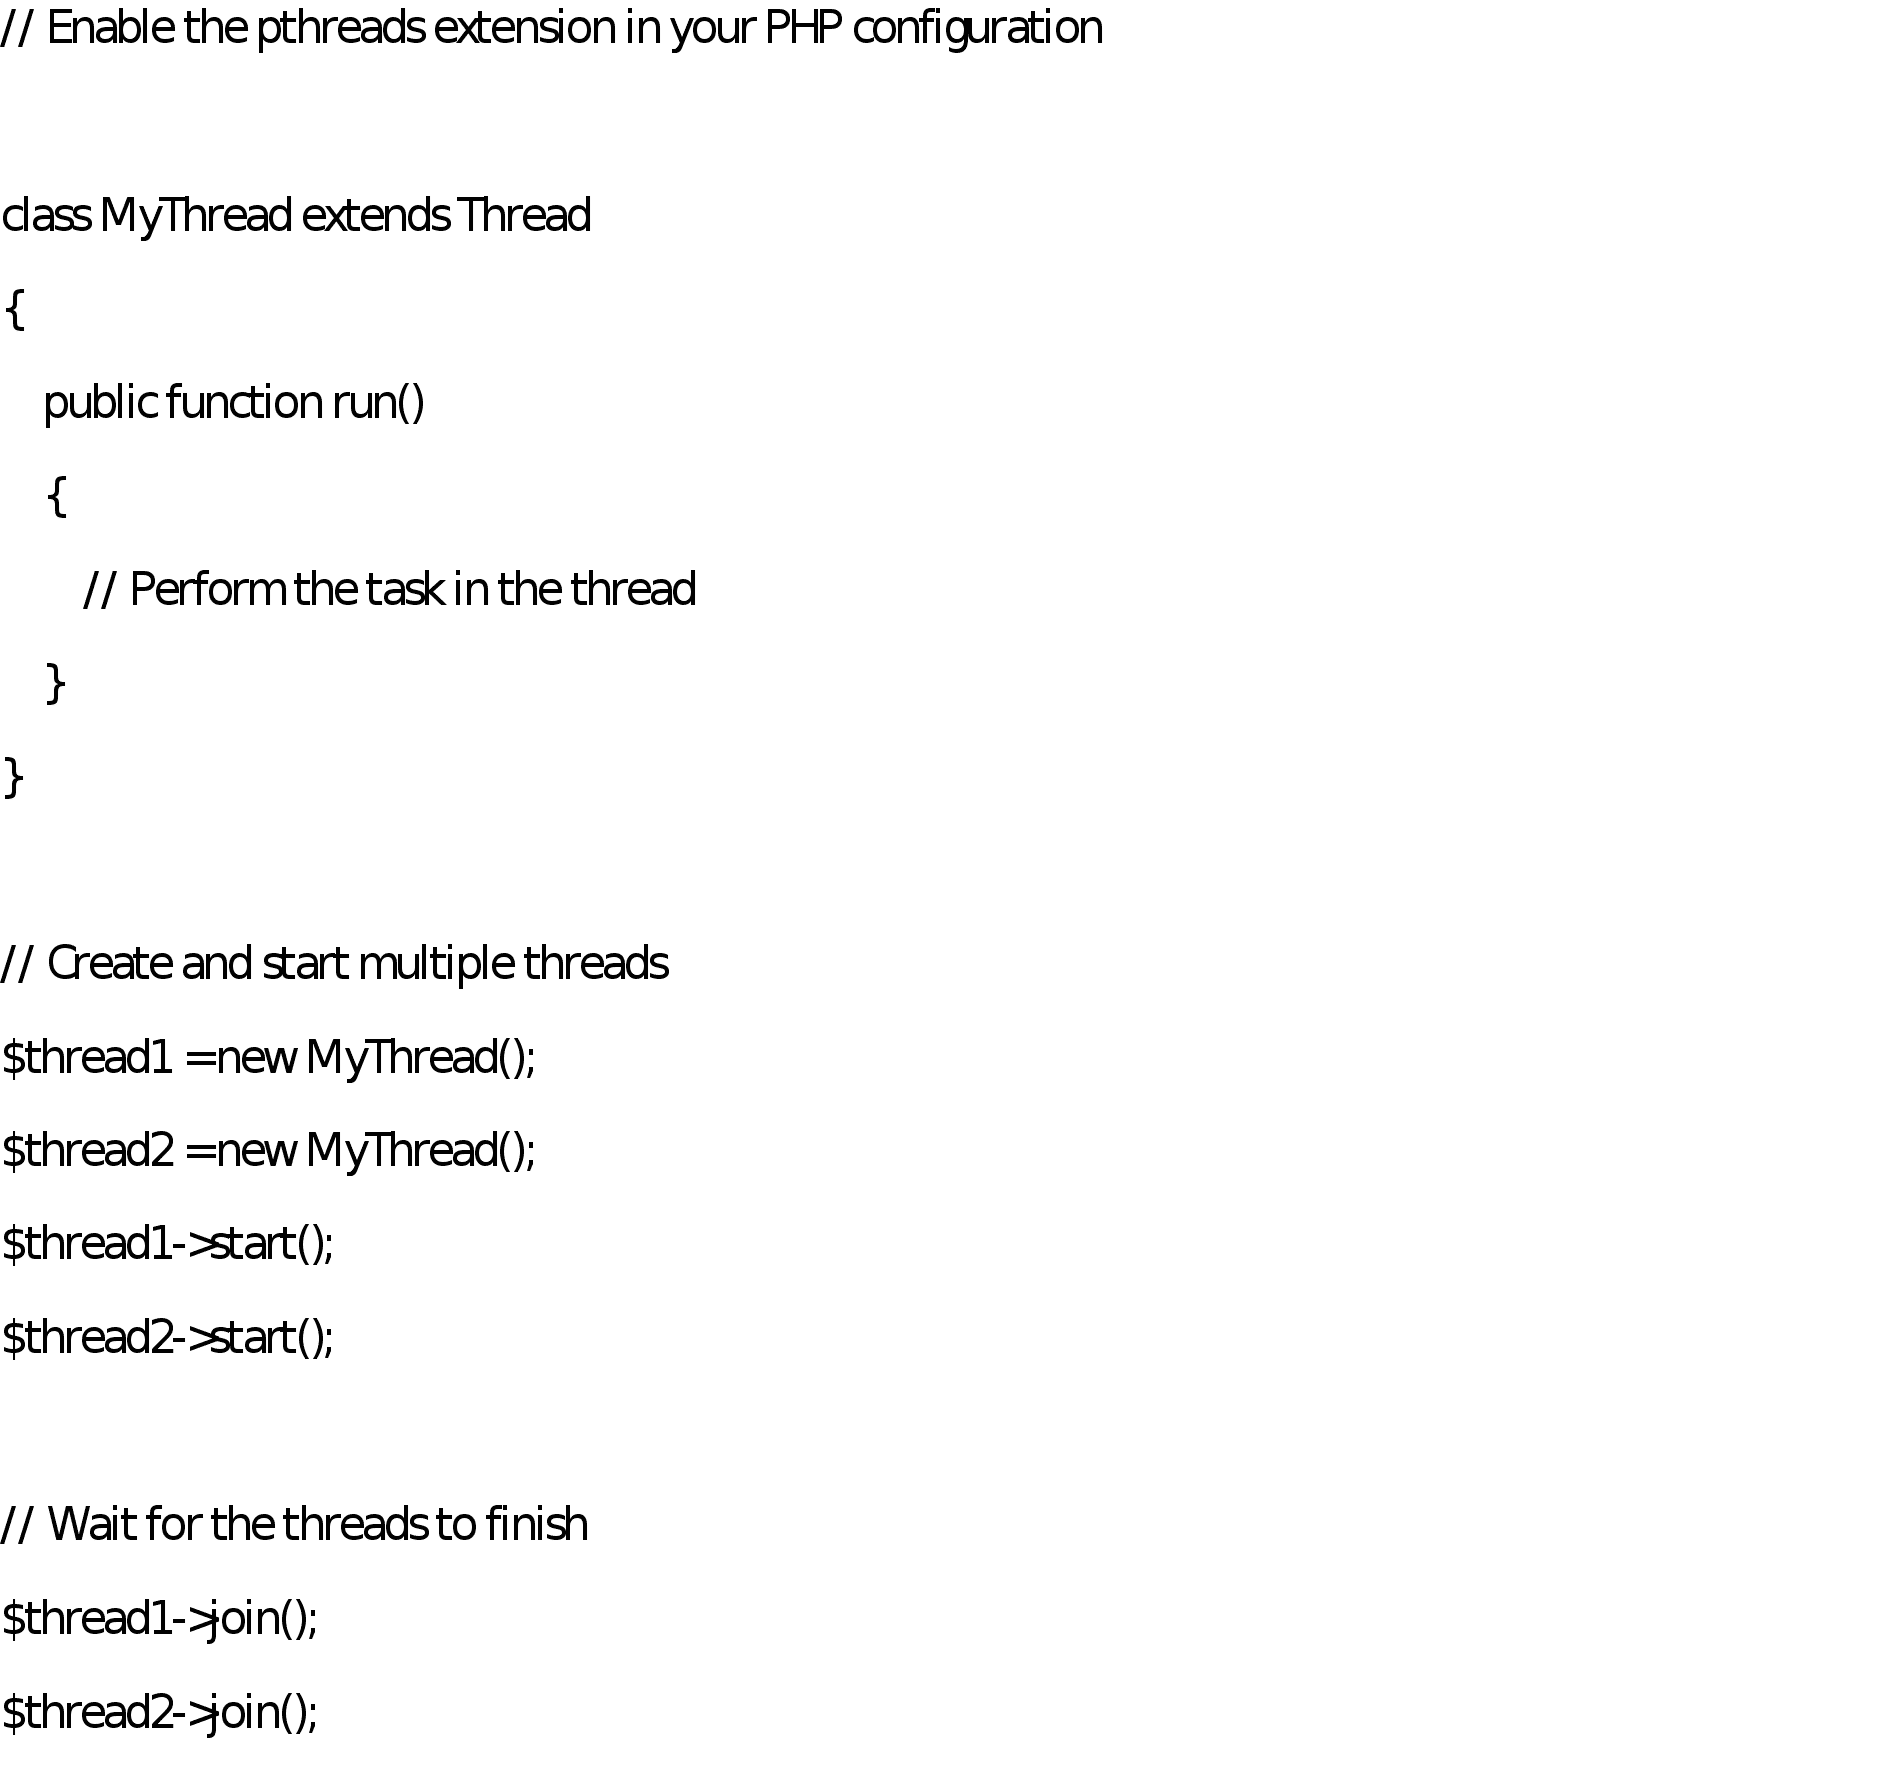 // Enable the pthreads extension in your PHP configuration
class MyThread extends Thread
{
public function run()
{
// Perform the task in the thread
}
}
// Create and start multiple threads
$thread1 = new MyThread();
$thread2 = new MyThread();
$thread1->start();
$thread2->start();
// Wait for the threads to finish
$thread1->join();
$thread2->join();